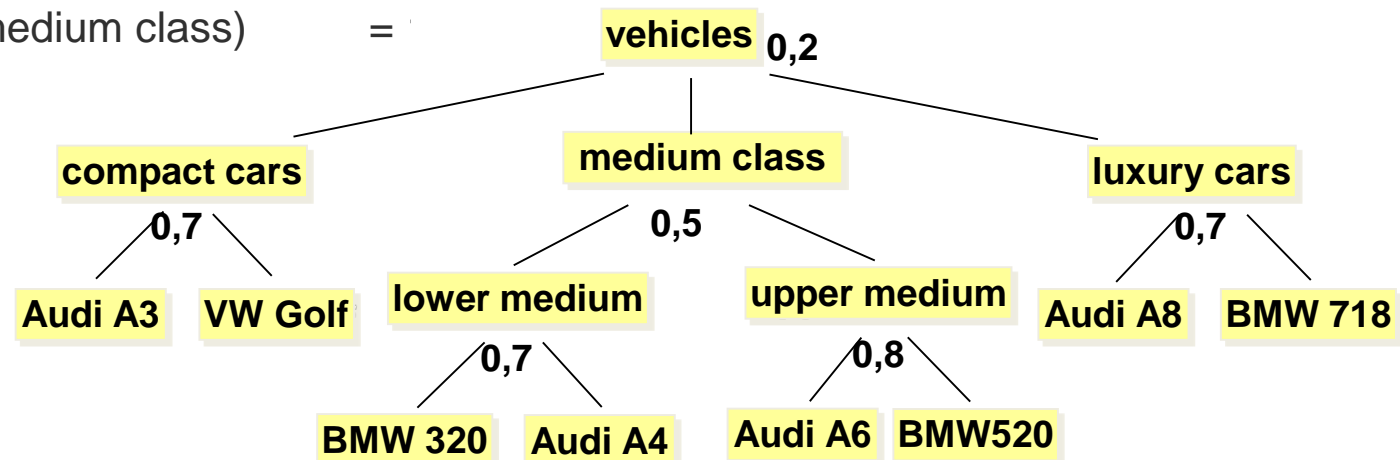 medium class) =
vehicles 0,2
compact cars
medium class
luxury cars
0,7
0,5
0,7
Audi A3
VW Golf
lower medium
upper medium
Audi A8
BMW 718
0,7
0,8
BMW 320
Audi A4
Audi A6
BMW520